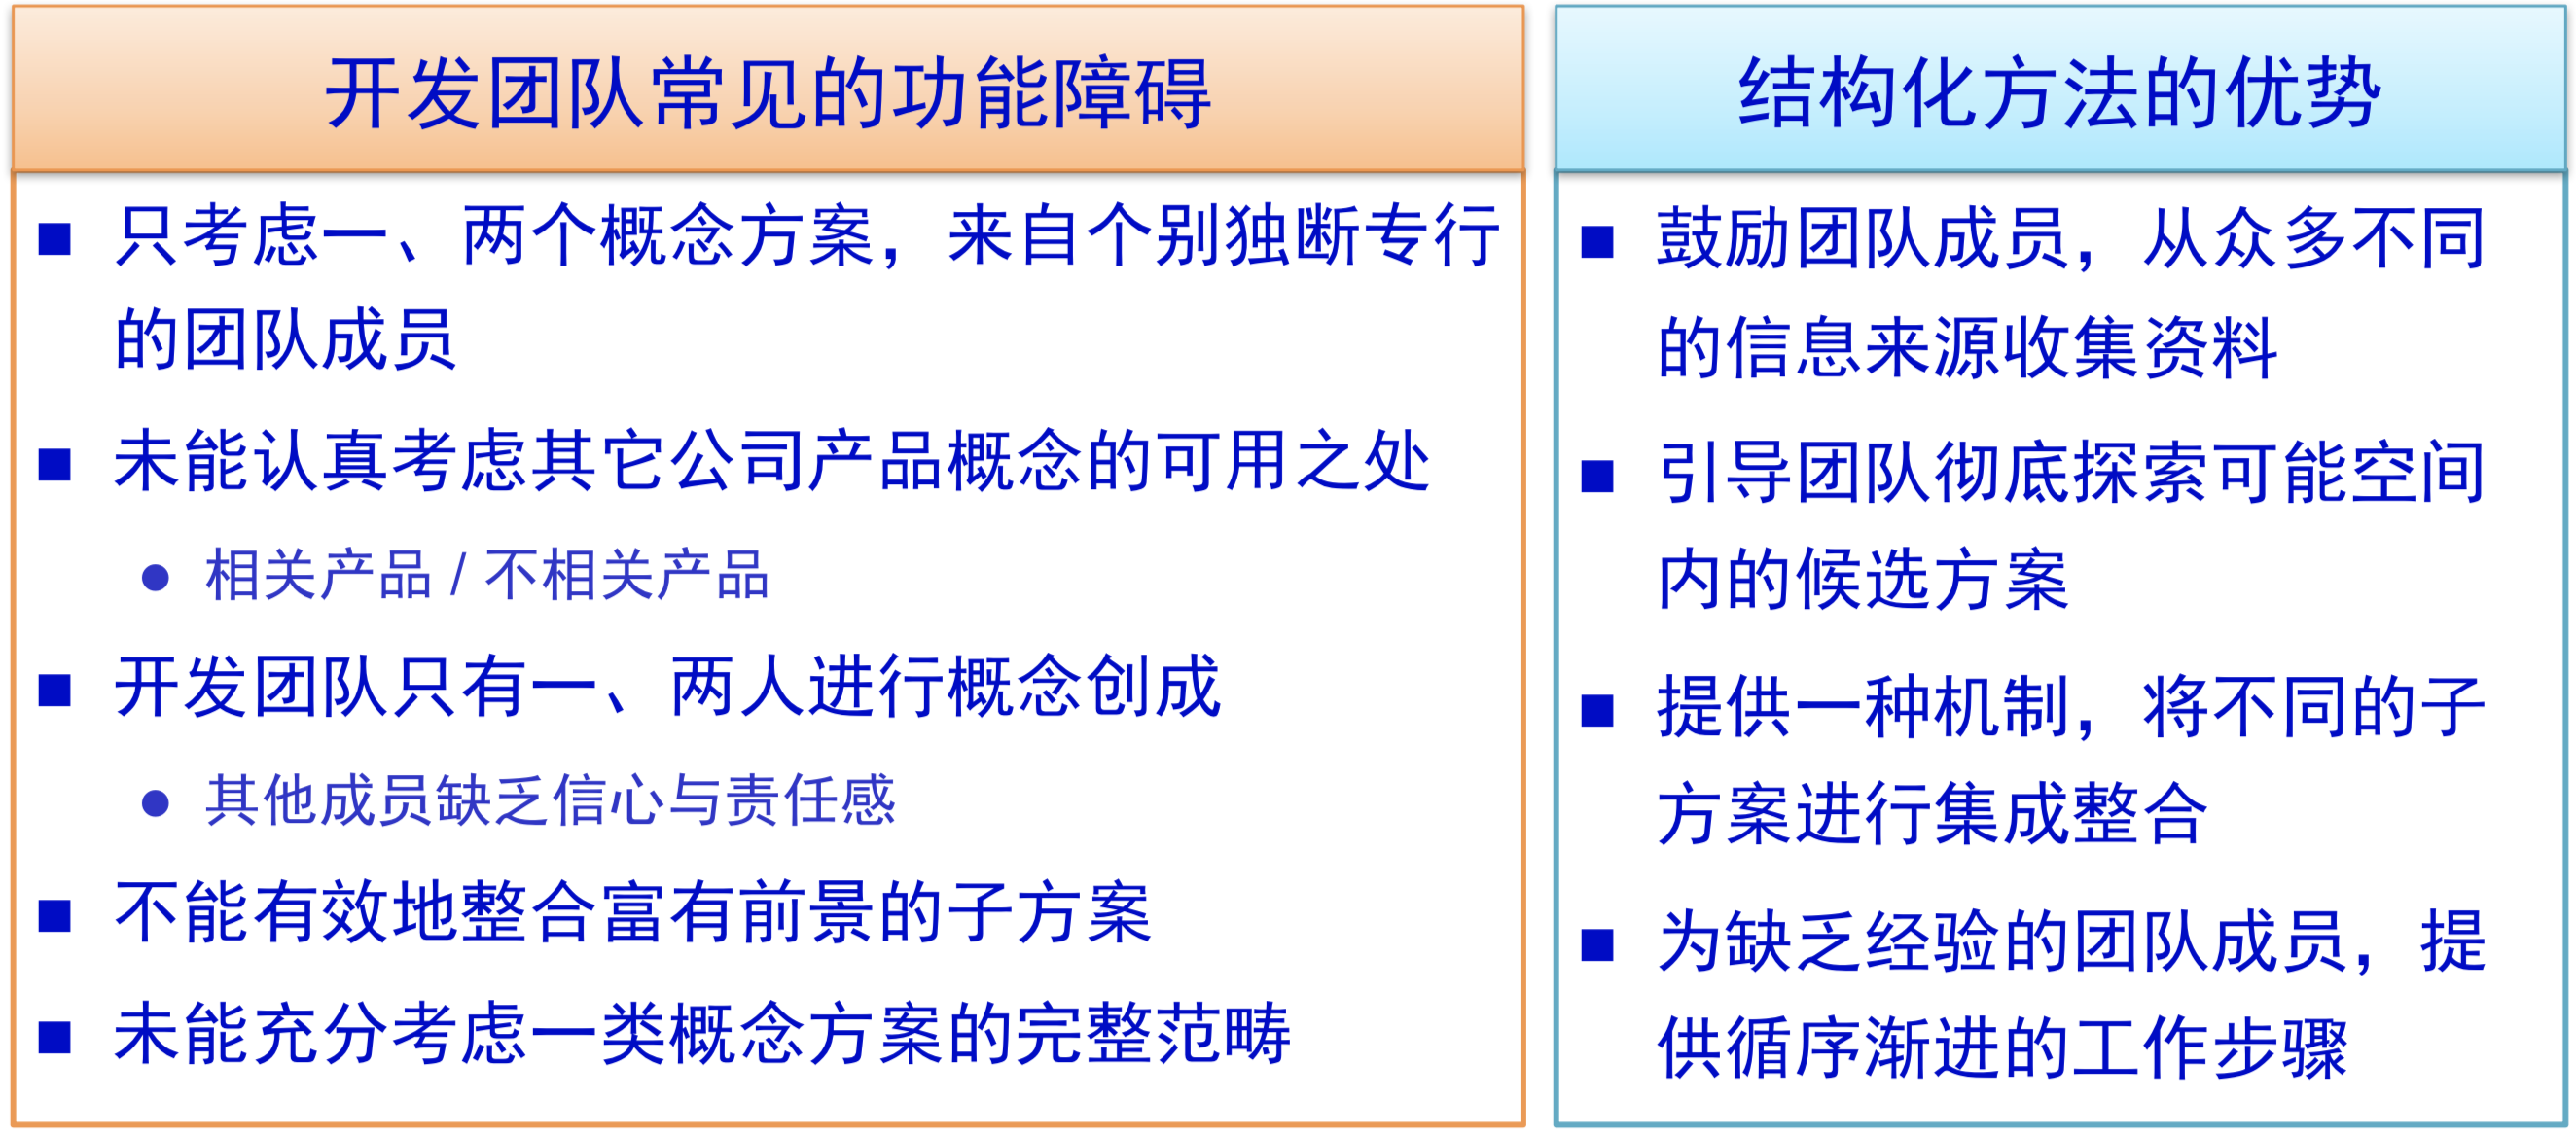 开发团队常见的功能障碍
只考虑一、两个概念方案，来自个别独断专行
的团队成员
未能认真考虑其它公司产品概念的可用之处
相关产品 / 不相关产品
开发团队只有一、两人进行概念创成
其他成员缺乏信心与责任感
不能有效地整合富有前景的子方案
未能充分考虑一类概念方案的完整范畴
结构化方法的优势
鼓励团队成员，从众多不同
的信息来源收集资料
引导团队彻底探索可能空间
内的候选方案
提供一种机制，将不同的子
方案进行集成整合
为缺乏经验的团队成员，提
供循序渐进的工作步骤